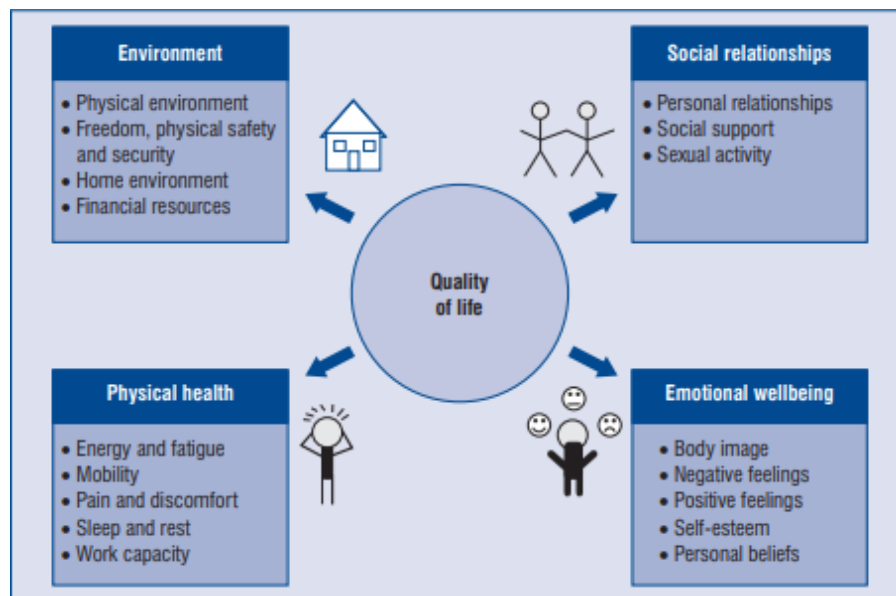 Environment
• Physical environment
• Freedom, physical safety
and security
• Home environment
• Financial resources
Social relationships
• Personal relationships
• Social support
• Sexual activity
Quality
of life
Physical health
• Energy and fatigue
• Mobility
• Pain and discomfort
• Sleep and rest
• Work capacity
Emotional wellbeing
• Body image
• Negative feelings
• Positive feelings
• Self-esteem
• Personal beliefs